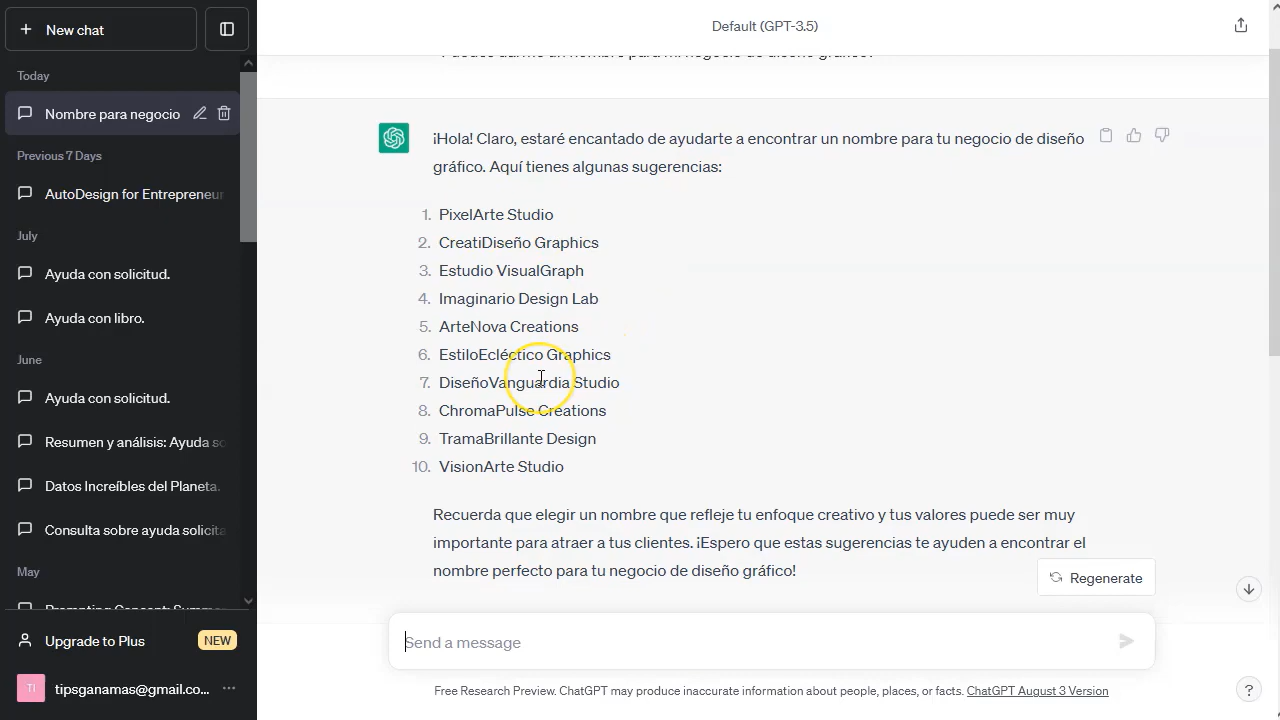 New chat
Today
Nombre para negocio
Previous 7 Days
AutoDesign for Entrepreneur
July
Ayuda con solicitud.
Ayuda con libro.
June
Ayuda con solicitud.
Resumen y análisis: Ayuda so
Datos Increíbles del Planeta.
Consulta sobre ayuda solicita
May
Upgrade to Plus
NEW
TI
tipsganamas@gmail.co...
Default (GPT-3.5)
¡Hola! Claro, estaré encantado de ayudarte a encontrar un nombre para tu negocio de diseño
gráfico. Aquí tienes algunas sugerencias:
1. PixelArte Studio
2. CreatiDiseño Graphics
3. Estudio VisualGraph
4. Imaginario Design Lab
5. ArteNova Creations
6. EstiloEcléctico Graphics
7. DiseñoVanguardia Studio
8. ChromaPulse Creations
9. TramaBrillante Design
10. VisionArte Studio
Recuerda que elegir un nombre que refleje tu enfoque creativo y tus valores puede ser muy
importante para atraer a tus clientes. ¡Espero que estas sugerencias te ayuden a encontrar el
nombre perfecto para tu negocio de diseño gráfico!
Regenerate
Send a message
Free Research Preview. ChatGPT may produce inaccurate information about people, places, or facts. ChatGPT August 3 Version
?